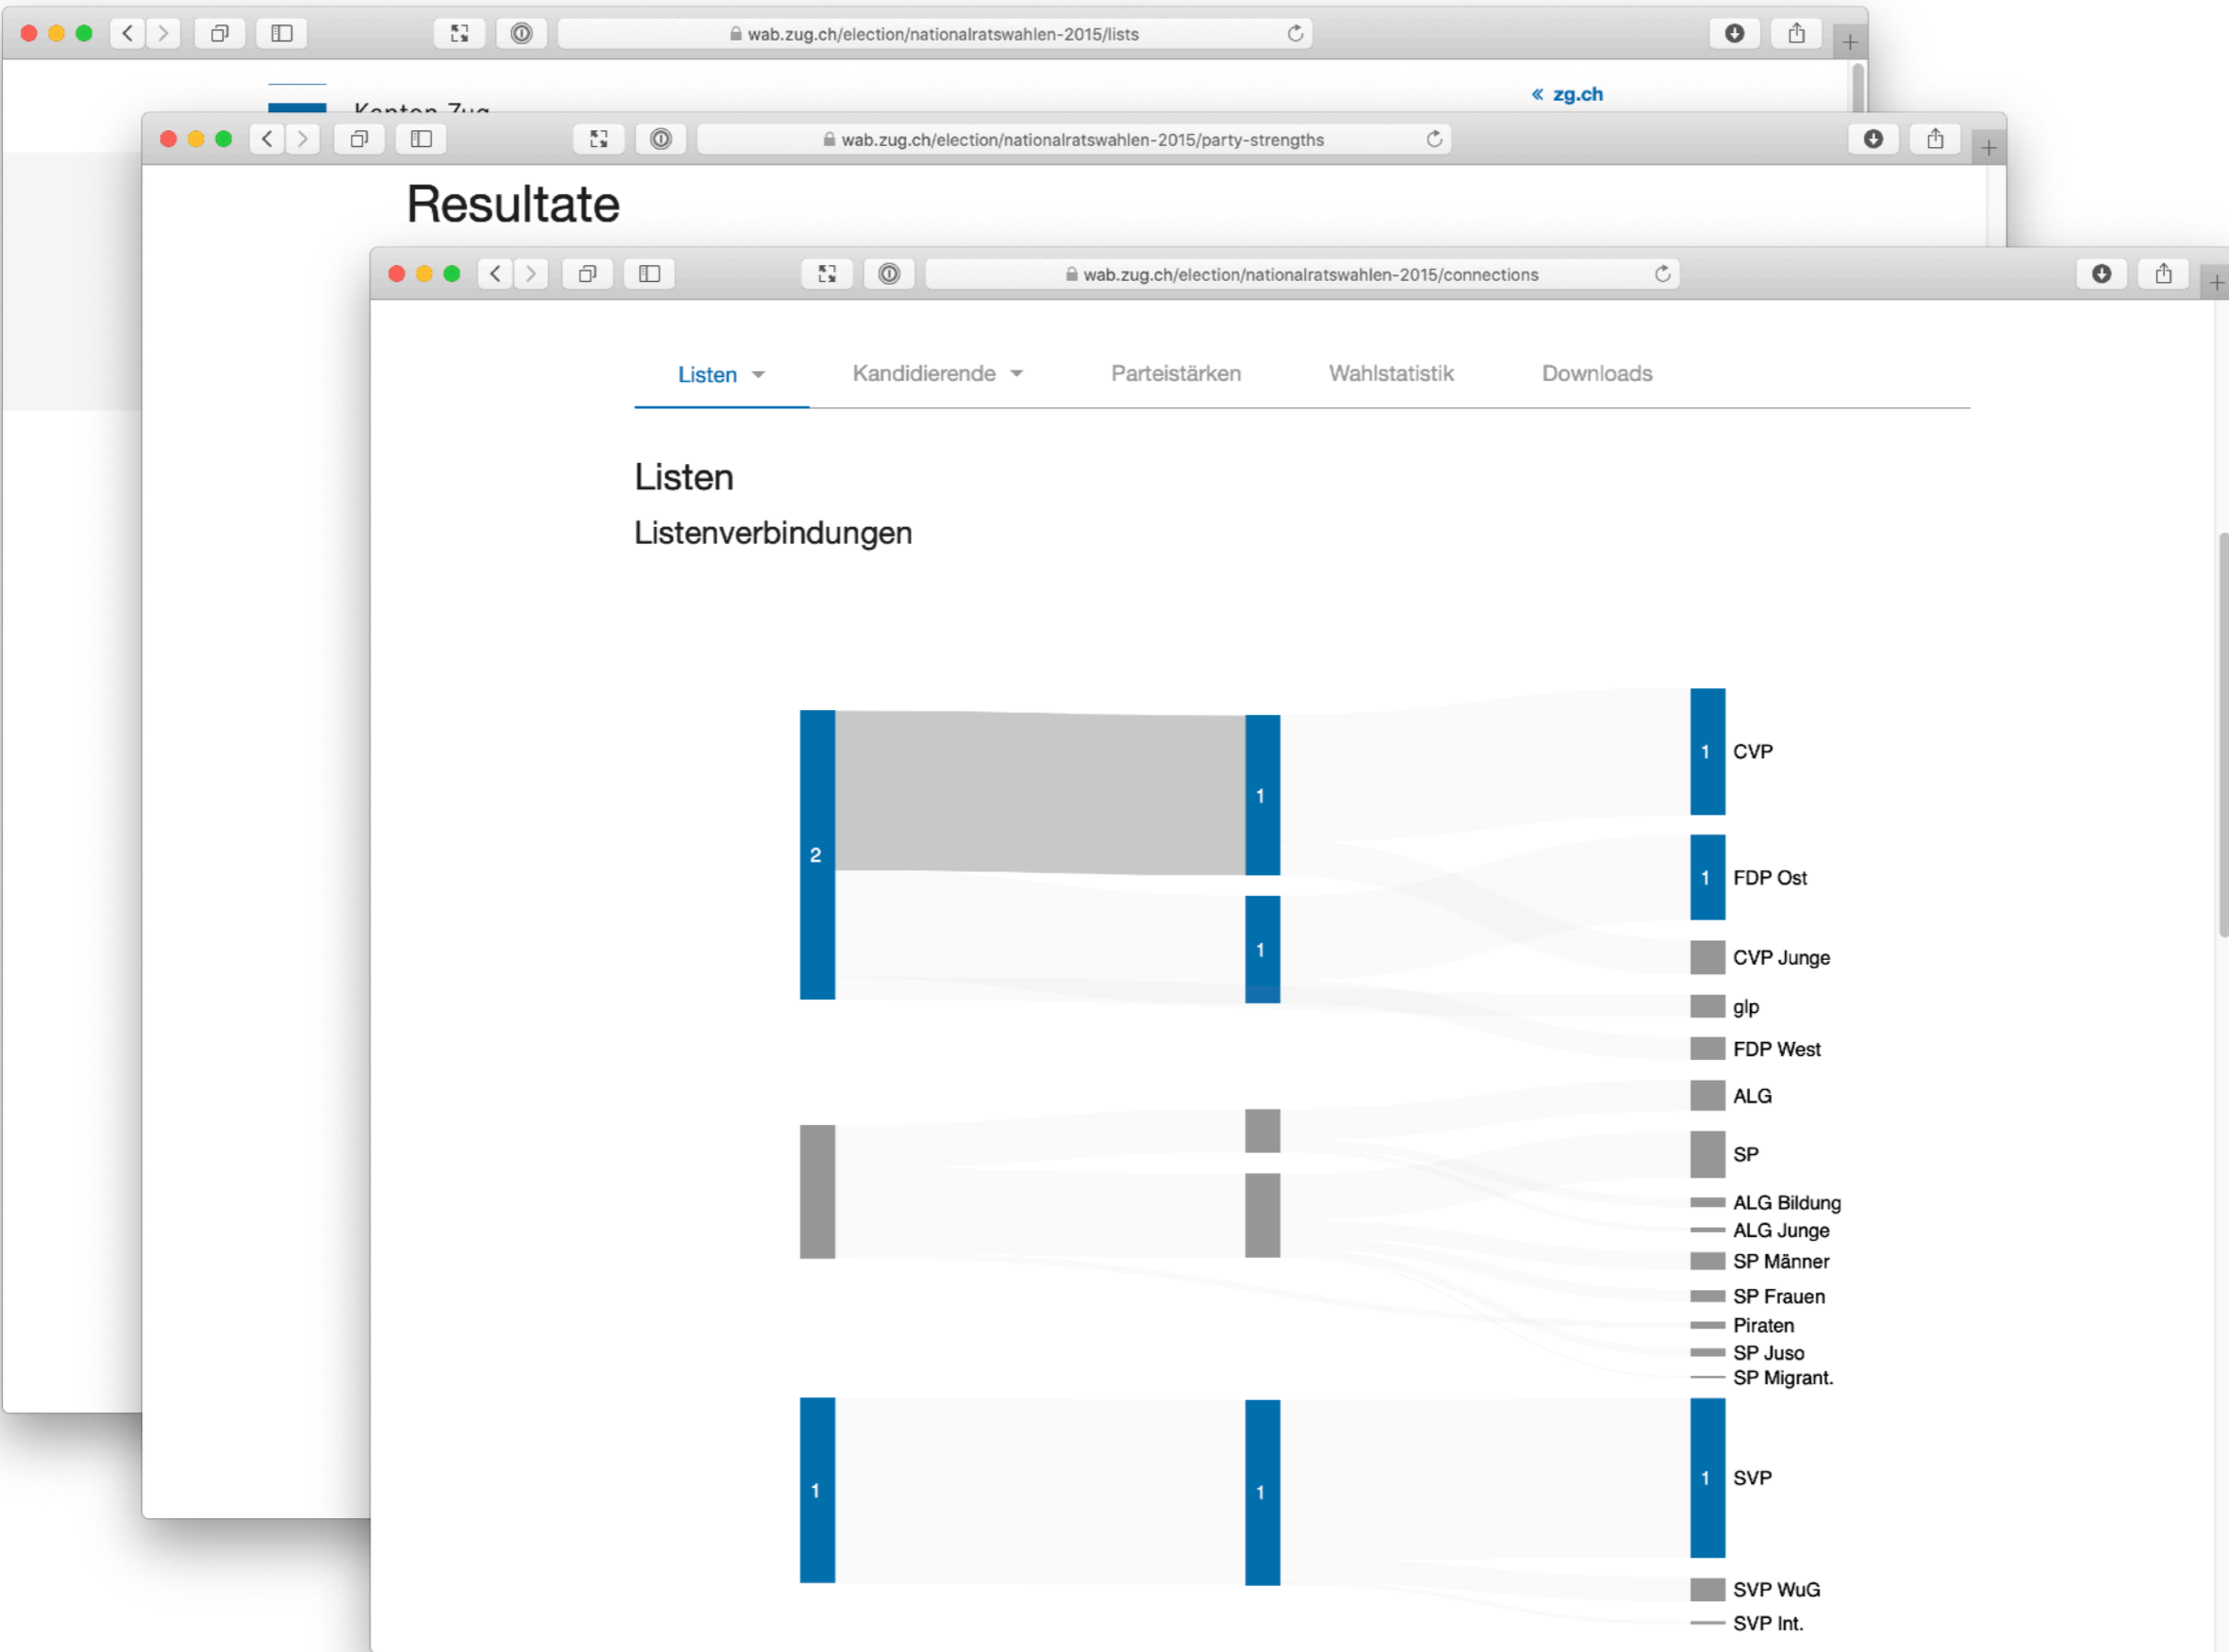 wab.zug.ch/election/nationalratswahlen-2015/lists
« zg.ch
Kanton Zug
wab.zug.ch/election/nationalratswahlen-2015/party-strengths
Resultate
wab.zug.ch/election/nationalratswahlen-2015/connections
Listen Kandidierende Parteistärken Wahlstatistik Downloads
Listen
Listenverbindungen
1 CVP
1
2
1 FDP Ost
1
CVP Junge
glp
FDP West
ALG
SP
ALG Bildung
ALG Junge
SP Männer
SP Frauen
Piraten
SP Juso
SP Migrant.
1 1 1 SVP
SVP WuG
SVP Int.